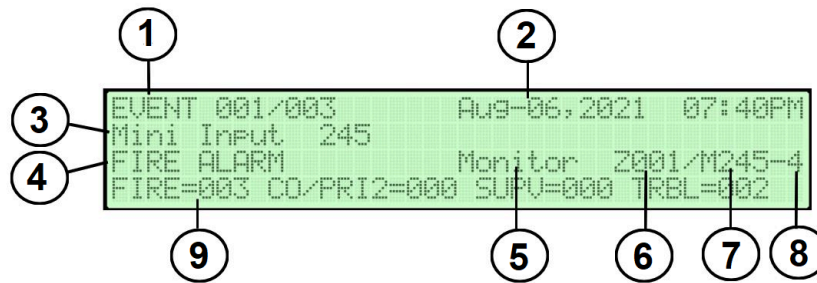 1 2
EVENT 001/003 Aug-06,2021 07:40PM
3 Mini Input 245
4 FIRE ALARM Monitor Z001/M245-4
FIRE=003 CO/PRI2=000 SUPV=000 TRBL=002
9 5 6 7 8